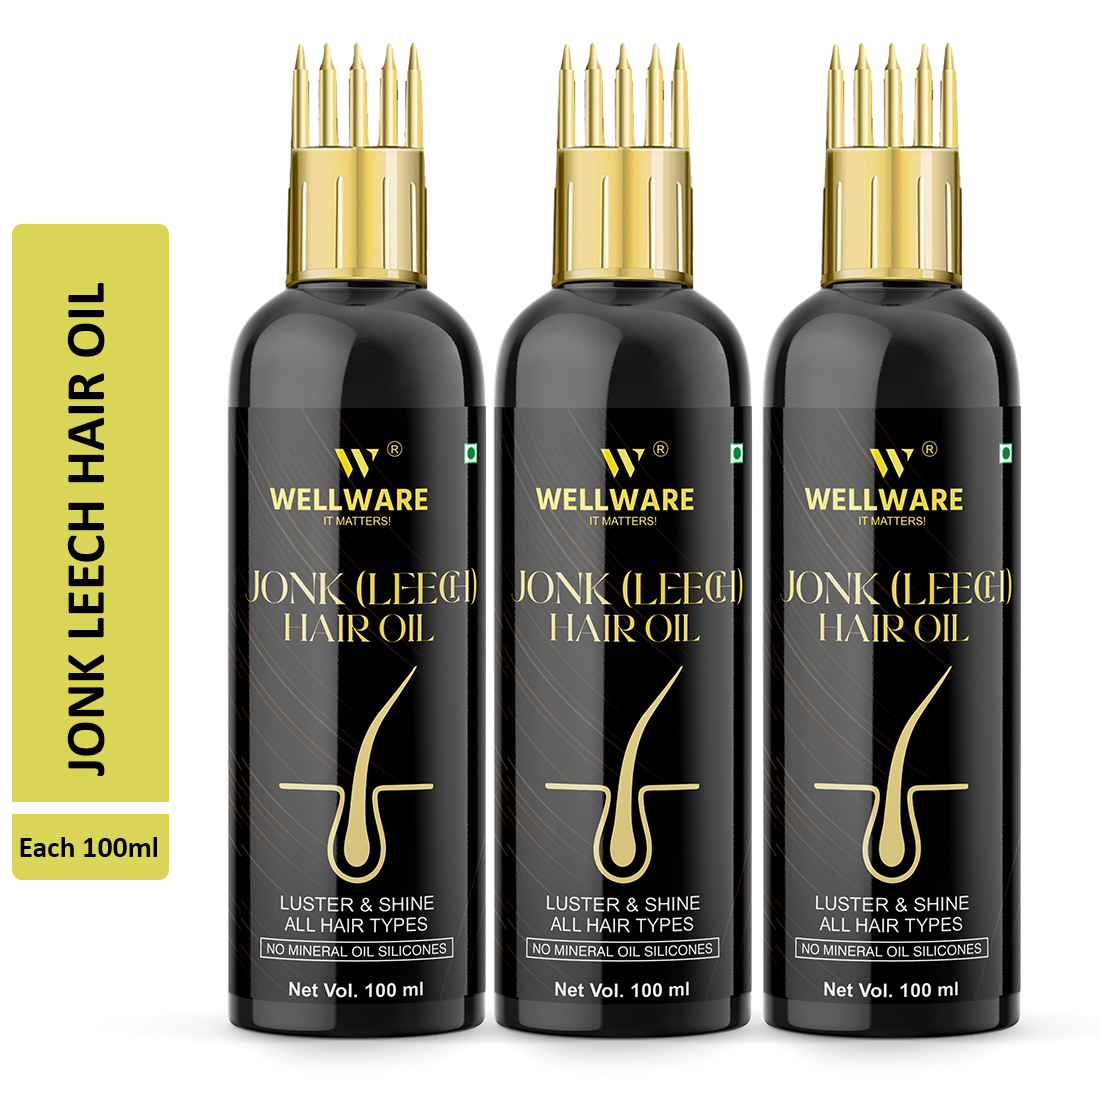 JONK LEECH HAIR OIL
Each 100ml
W ®
WELLWARE
IT MATTERS!
JONK (LEECH)
HAIR OIL
LUSTER & SHINE
ALL HAIR TYPES
NO MINERAL OIL SILICONES
Net Vol. 100 ml
W ®
WELLWARE
IT MATTERS!
JONK (LEECH)
HAIR OIL
LUSTER & SHINE
ALL HAIR TYPES
NO MINERAL OIL SILICONES
Net Vol. 100 ml
W ®
WELLWARE
IT MATTERS!
JONK (LEECH)
HAIR OIL
LUSTER & SHINE
ALL HAIR TYPES
NO MINERAL OIL SILICONES
Net Vol. 100 ml